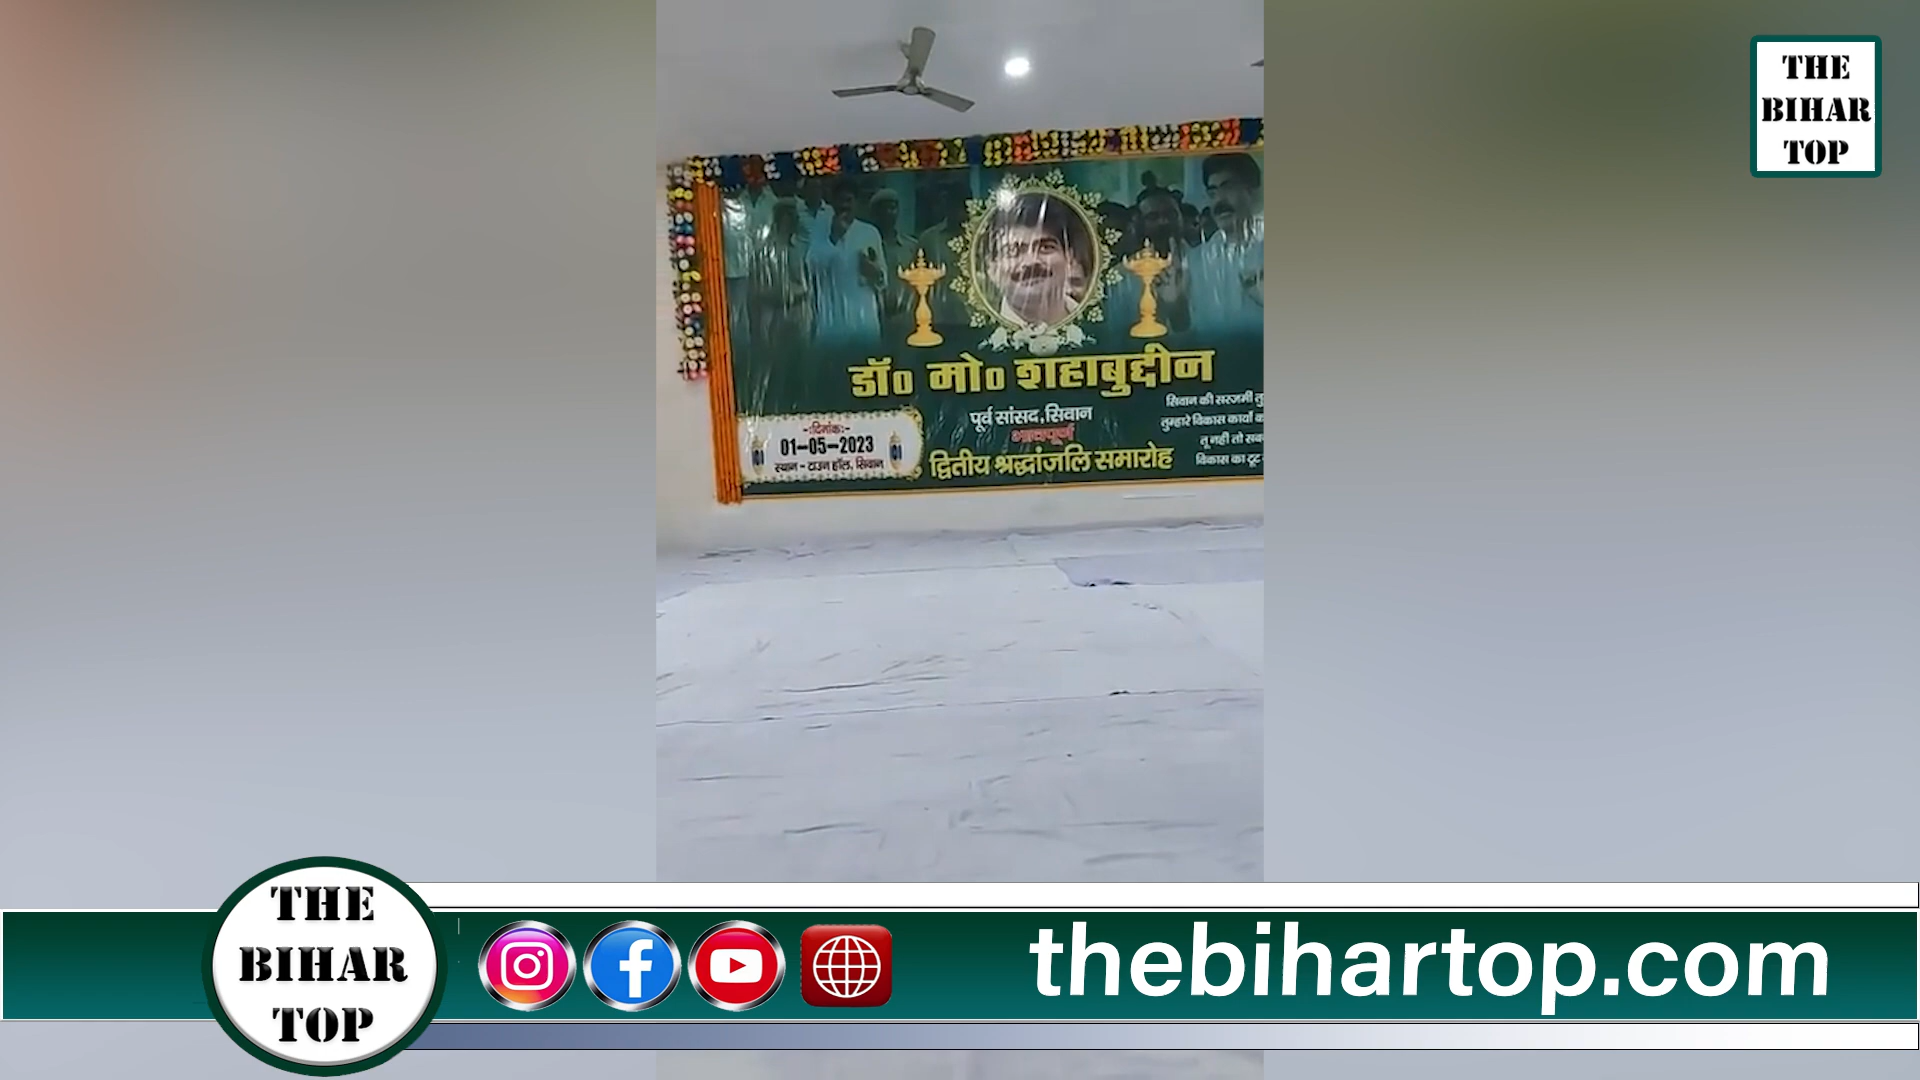 THE
BIHAR
TOP
डॉ० मो० शहाबुद्दीन
पूर्व सांसद, सिवान
भावपूर्ण
द्वितीय श्रद्धांजलि समारोह
-:दिनांक:-
01-05-2023
स्थान - टाउन हॉल, सिवान
सिवान की सरजमीं
तुम्हारे विकास कार्यों
तू नही तो
विकास का टूट
THE
BIHAR
TOP
thebihartop.com